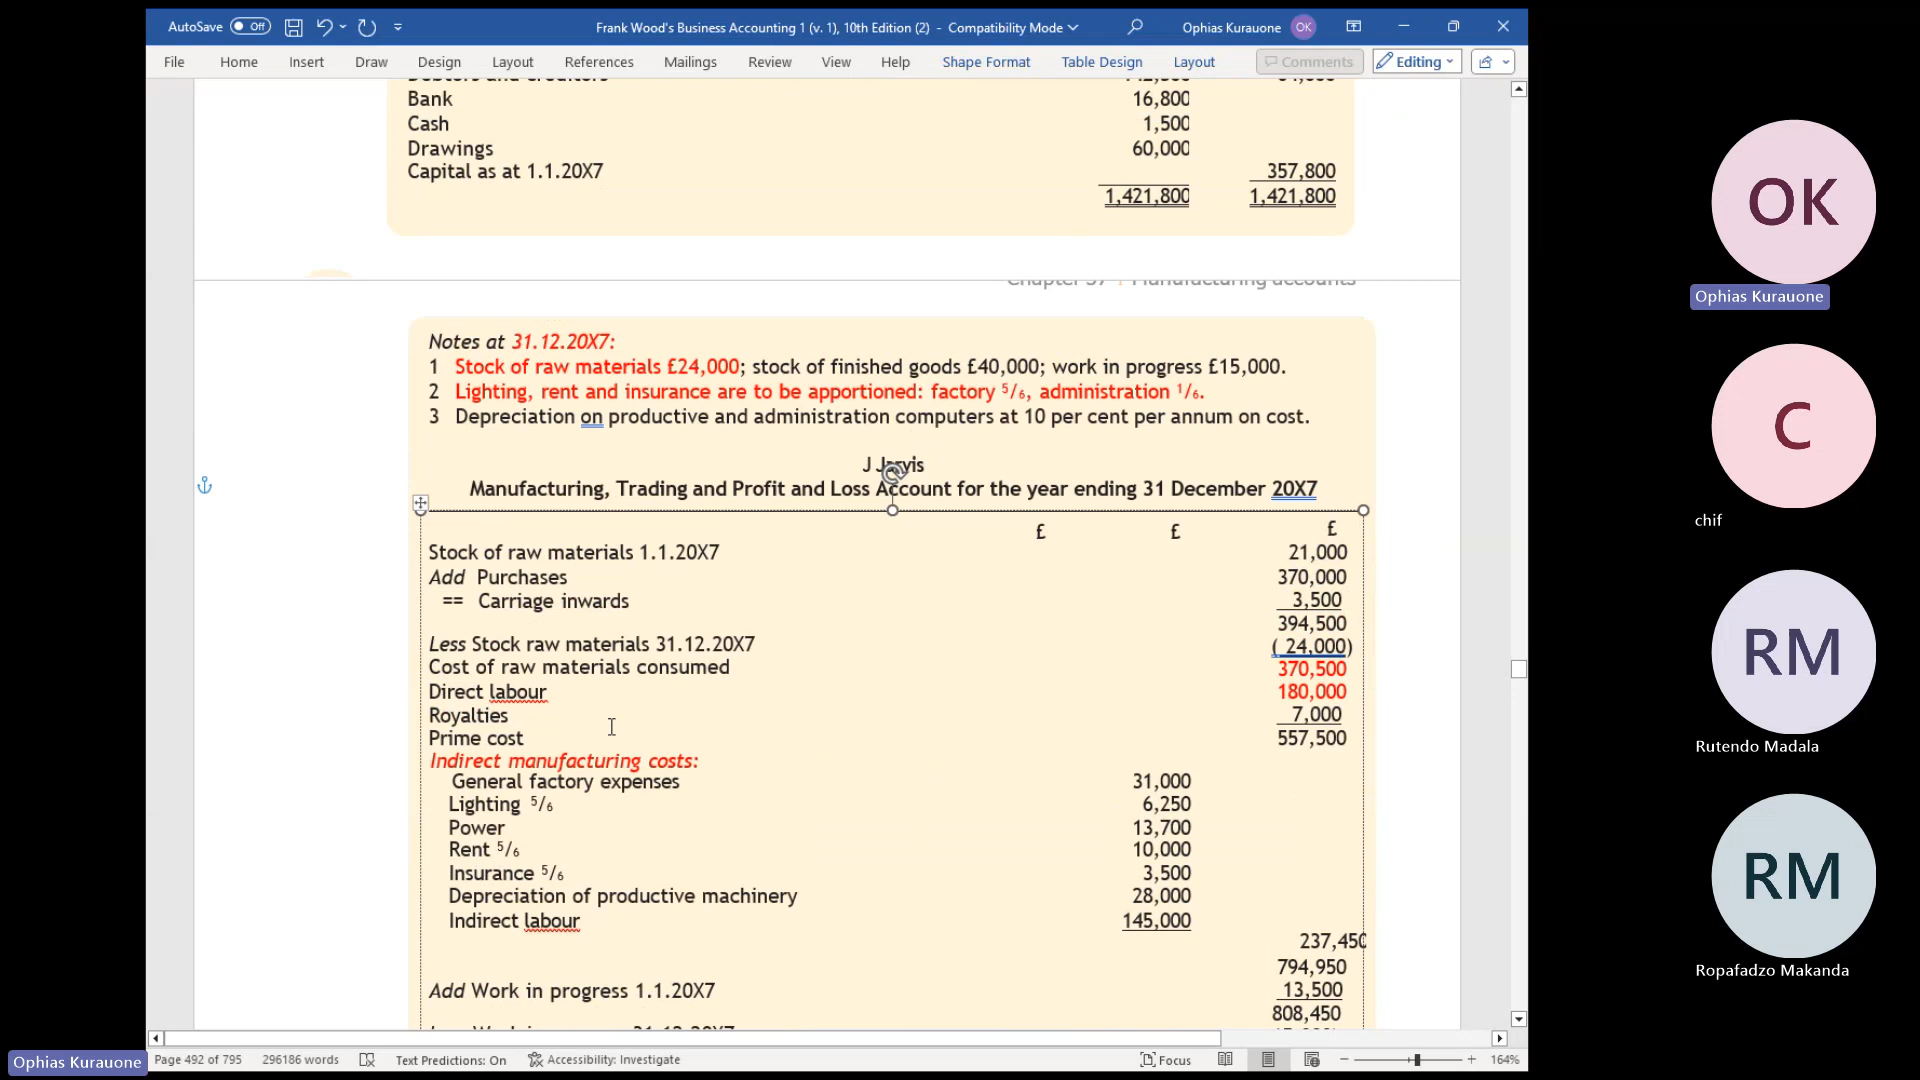 AutoSave Off Frank Wood's Business Accounting 1 (v. 1), 10th Edition (2) - Compatibility Mode Ophias Kurauone OK
File Home Insert Draw Design Layout References Mailings Review View Help Shape Format Table Design Layout Comments Editing
Debtors and creditors
Bank 16,800
Cash 1,500
Drawings 60,000
Capital as at 1.1.20X7 357,800
1,421,800 1,421,800
Chapter 37 Manufacturing accounts
Notes at 31.12.20X7:
1 Stock of raw materials £24,000; stock of finished goods £40,000; work in progress £15,000.
2 Lighting, rent and insurance are to be apportioned: factory 5/6, administration 1/6.
3 Depreciation on productive and administration computers at 10 per cent per annum on cost.
J Jarvis
Manufacturing, Trading and Profit and Loss Account for the year ending 31 December 20X7
£ £ £
Stock of raw materials 1.1.20X7 21,000
Add Purchases 370,000
== Carriage inwards 3,500
394,500
Less Stock raw materials 31.12.20X7 ( 24,000)
Cost of raw materials consumed 370,500
Direct labour 180,000
Royalties 7,000
Prime cost 557,500
Indirect manufacturing costs:
General factory expenses 31,000
Lighting 5/6 6,250
Power 13,700
Rent 5/6 10,000
Insurance 5/6 3,500
Depreciation of productive machinery 28,000
Indirect labour 145,000
237,450
794,950
Add Work in progress 1.1.20X7 13,500
808,450
Page 492 of 795 296186 words Text Predictions: On Accessibility: Investigate Focus 164%
Ophias Kurauone
OK
Ophias Kurauone
C
chif
RM
Rutendo Madala
RM
Ropafadzo Makanda